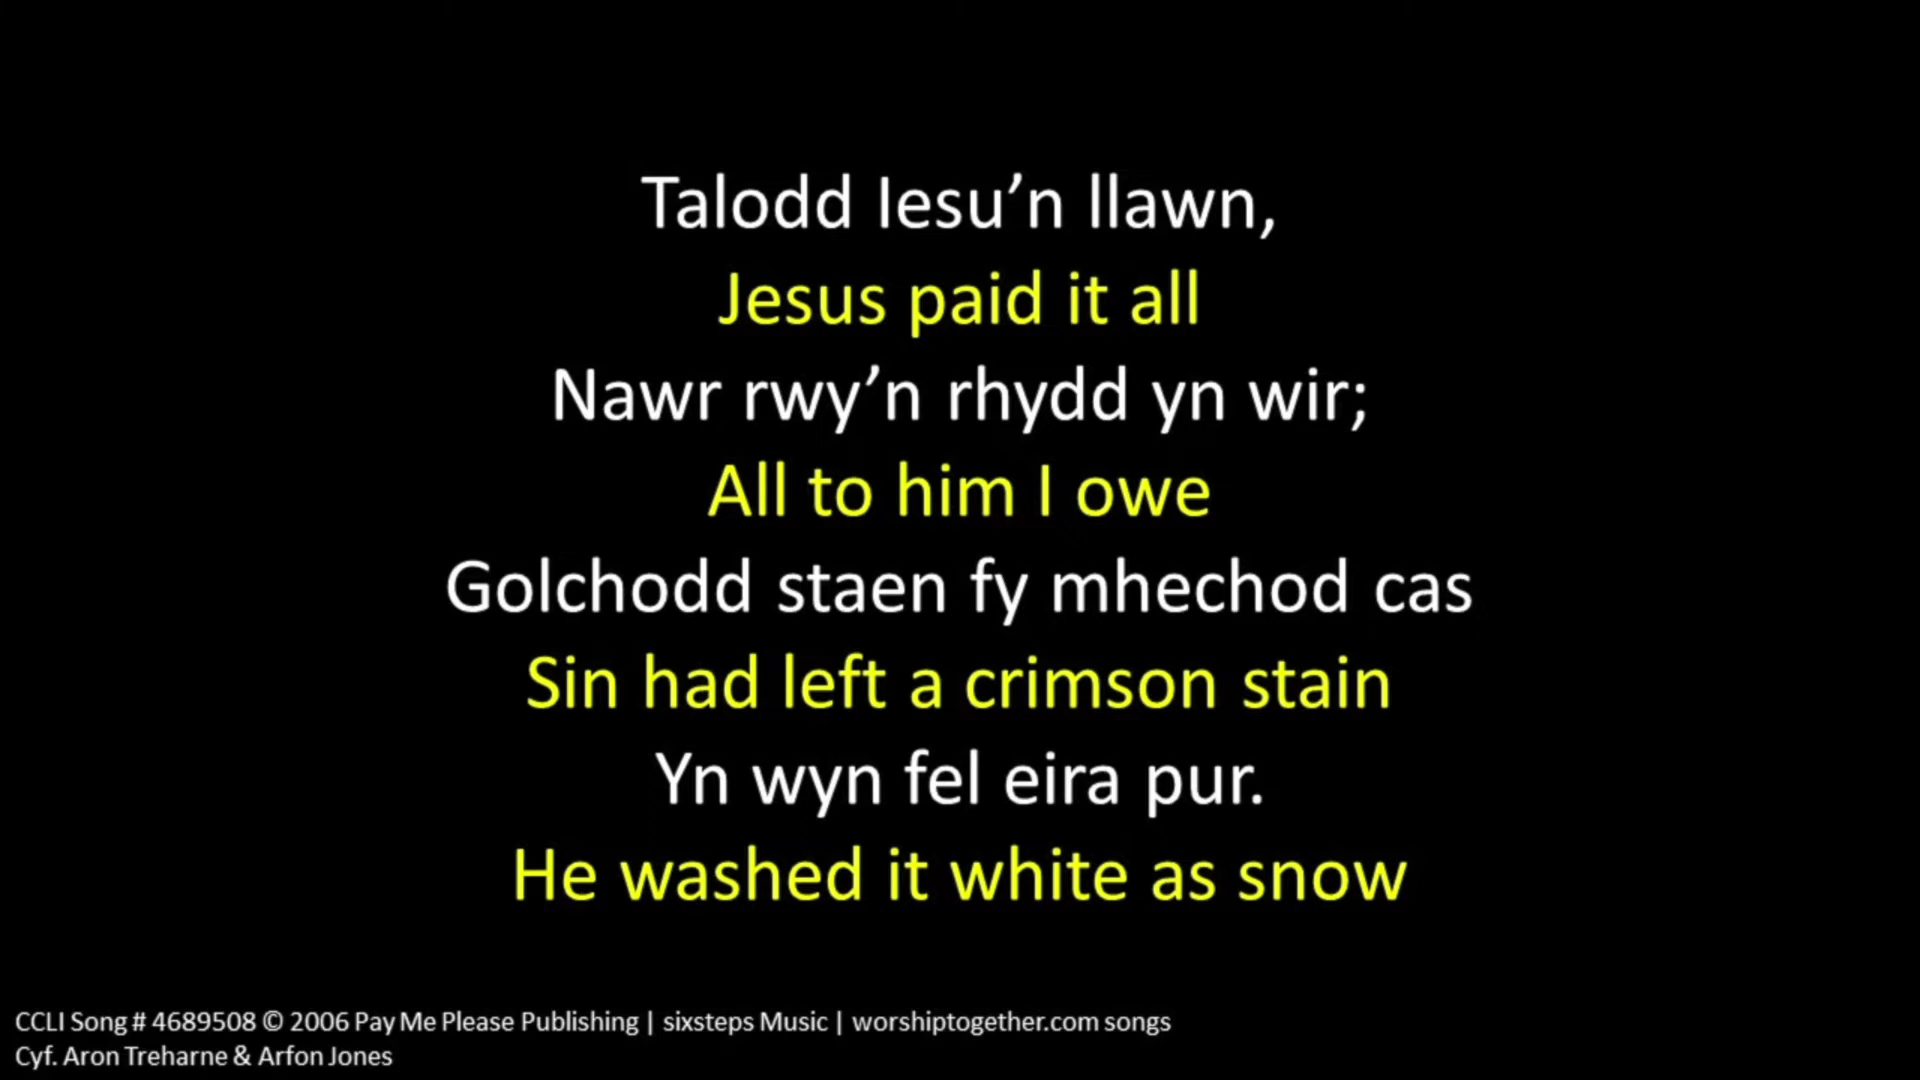 Talodd Iesu’n llawn,
Jesus paid it all
Nawr rwy’n rhydd yn wir;
All to him I owe
Golchodd staen fy mhechod cas
Sin had left a crimson stain
Yn wyn fel eira pur.
He washed it white as snow
CCLI Song # 4689508 © 2006 Pay Me Please Publishing | sixsteps Music | worshiptogether.com songs
Cyf. Aron Treharne & Arfon Jones